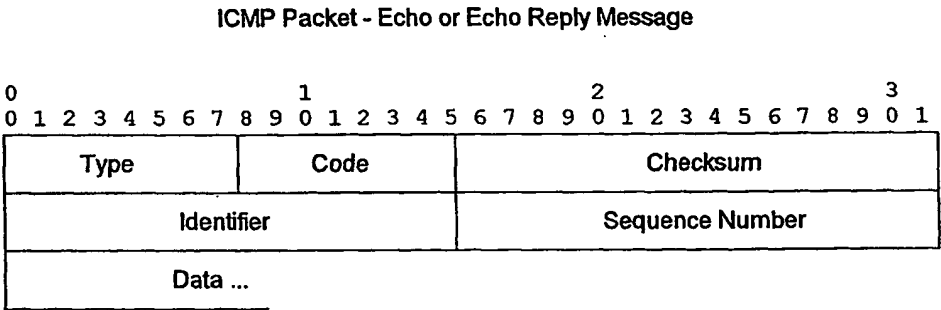 ICMP Packet - Echo or Echo Reply Message
0 1 2 3
0 1 2 3 4 5 6 7 8 9 0 1 2 3 4 5 6 7 8 9 0 1 2 3 4 5 6 7 8 9 0 1
Type Code Checksum
Identifier Sequence Number
Data ...